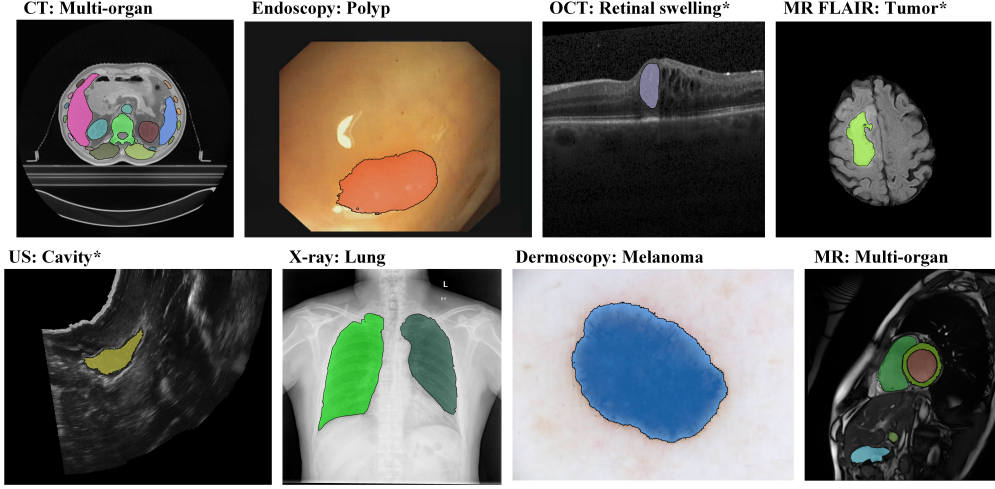 CT: Multi-organ
Endoscopy: Polyp
OCT: Retinal swelling*
MR FLAIR: Tumor*
US: Cavity*
X-ray: Lung
Dermoscopy: Melanoma
MR: Multi-organ
L